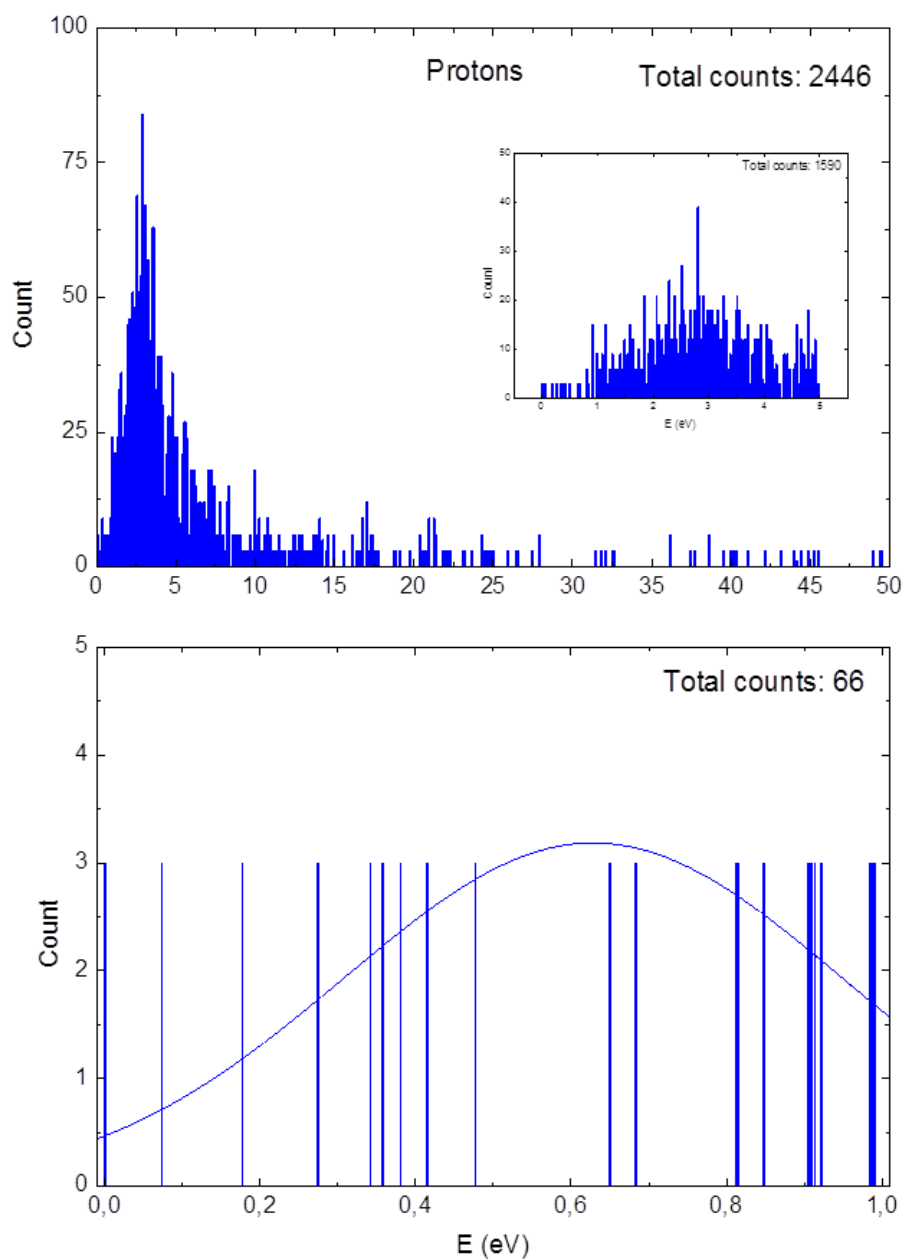 100
Protons
Total counts: 2446
75
50
25
0
Count
50
40
30
20
10
0
Count
Total counts: 1590
0 1 2 3 4 5
E (eV)
0 5 10 15 20 25 30 35 40 45 50
5
4
3
2
1
0
Count
Total counts: 66
0,0 0,2 0,4 0,6 0,8 1,0
E (eV)